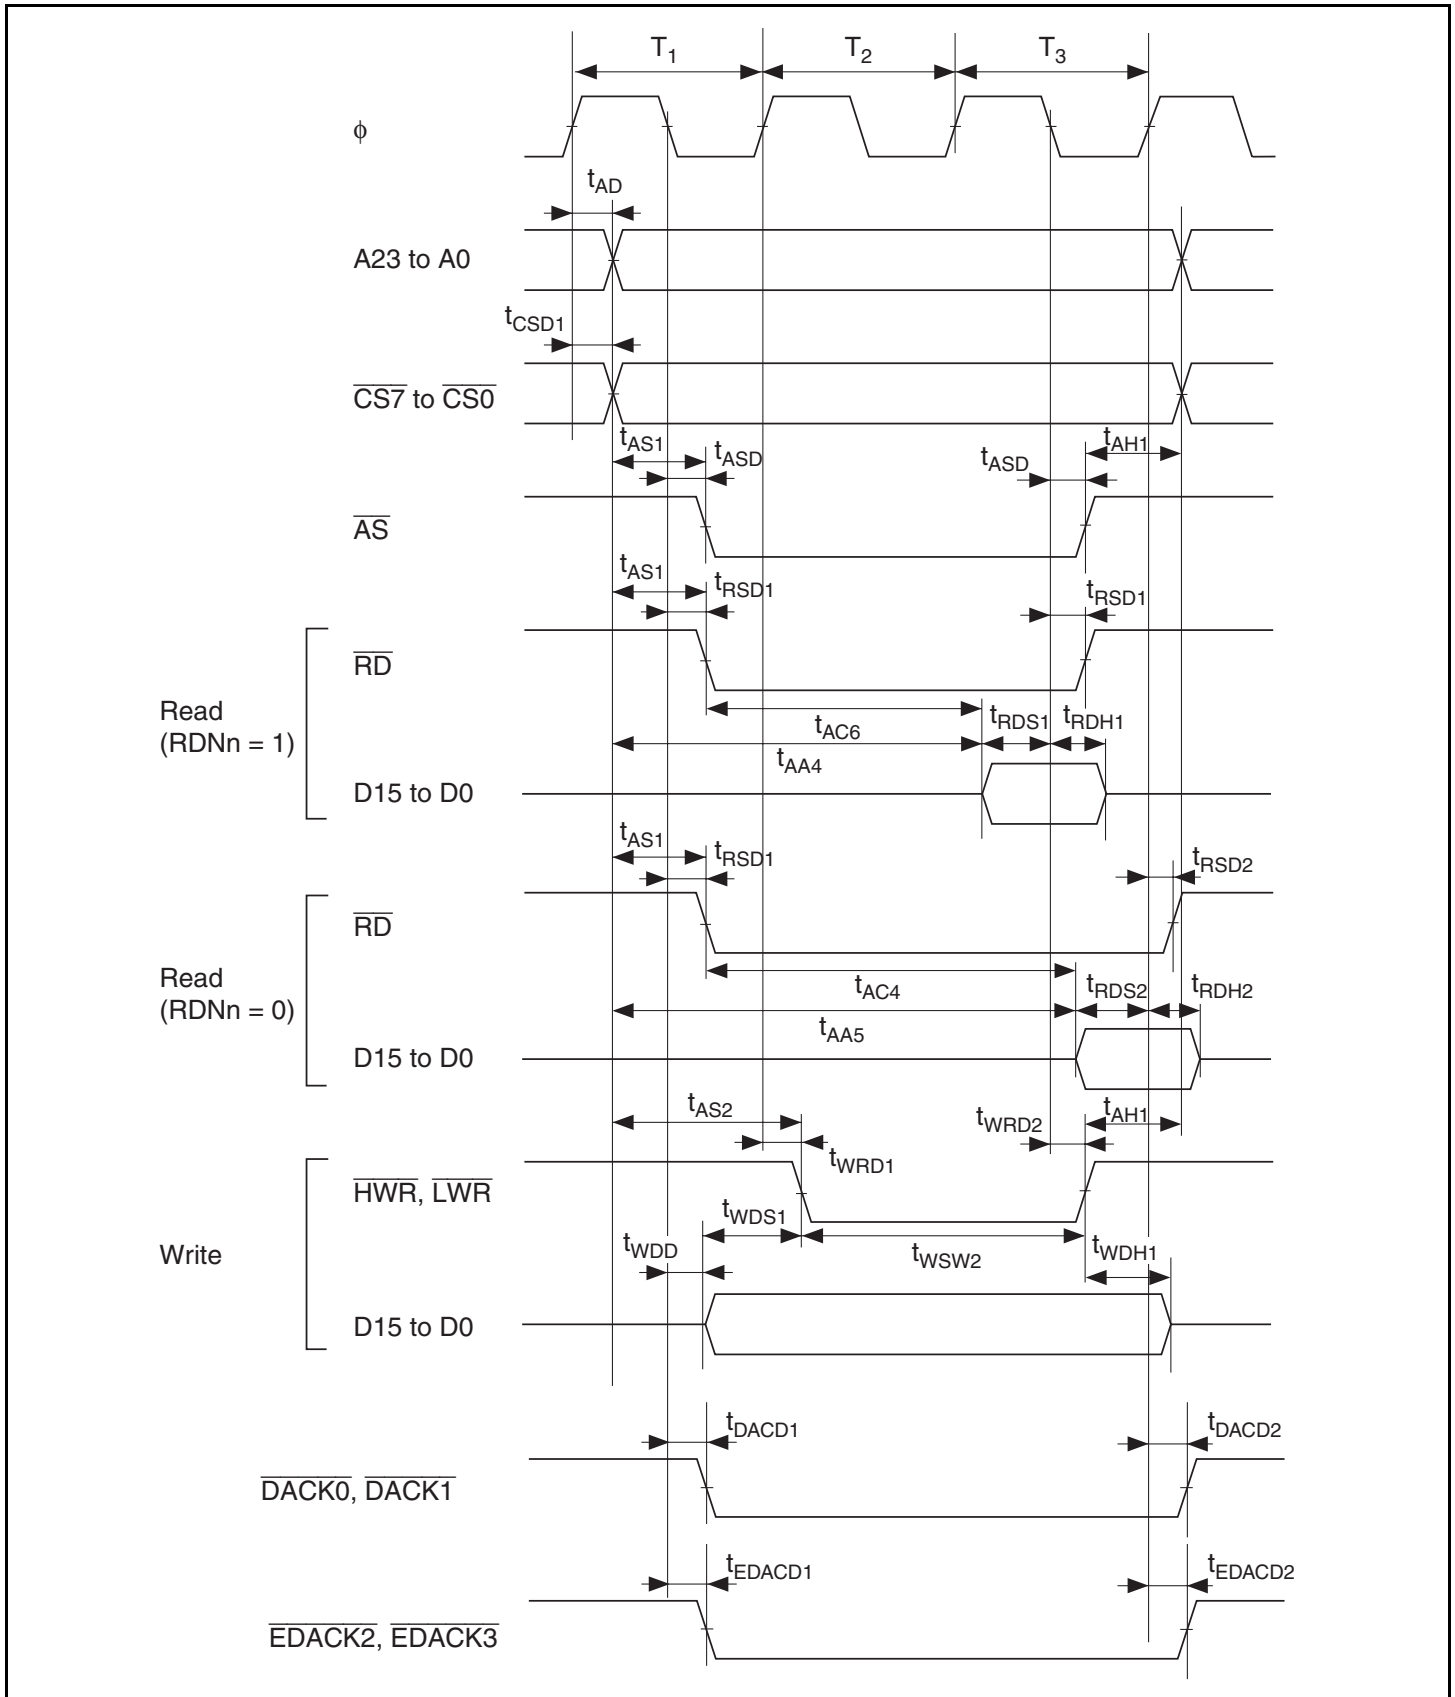 T1 T2 T3
ϕ
tAD
A23 to A0
tCSD1
CS7 to CS0
tAS1 tASD tASD tAH1
AS
tAS1 tRSD1 tRSD1
RD
Read
(RDNn = 1)
tAC6 tRDS1 tRDH1
tAA4
D15 to D0
tAS1 tRSD1 tRSD2
RD
Read
(RDNn = 0)
tAC4 tRDS2 tRDH2
tAA5
D15 to D0
tAS2 tWRD2 tAH1
tWRD1
HWR, LWR
tWDS1
Write
tWDD tWSW2 tWDH1
D15 to D0
tDACD1 tDACD2
DACK0, DACK1
tEDACD1 tEDACD2
EDACK2, EDACK3